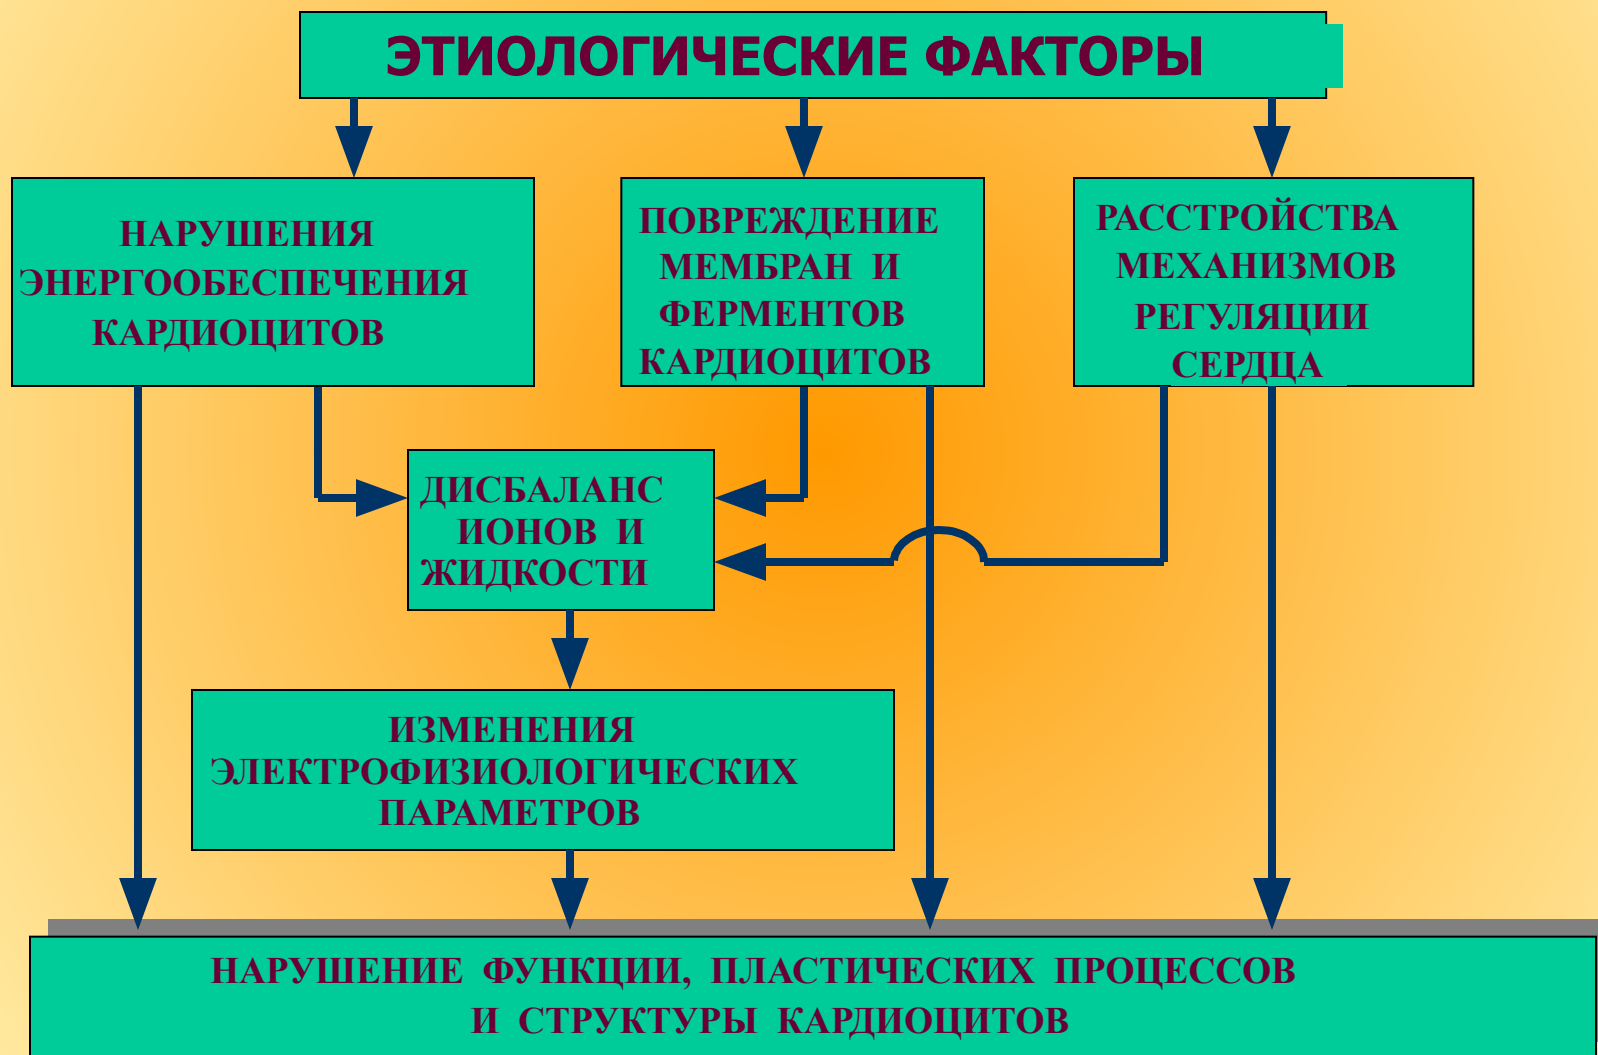 ЭТИОЛОГИЧЕСКИЕ ФАКТОРЫ
НАРУШЕНИЯ
ЭНЕРГООБЕСПЕЧЕНИЯ
КАРДИОЦИТОВ
ПОВРЕЖДЕНИЕ
МЕМБРАН И
ФЕРМЕНТОВ
КАРДИОЦИТОВ
РАССТРОЙСТВА
МЕХАНИЗМОВ
РЕГУЛЯЦИИ
СЕРДЦА
ДИСБАЛАНС
ИОНОВ И
ЖИДКОСТИ
ИЗМЕНЕНИЯ
ЭЛЕКТРОФИЗИОЛОГИЧЕСКИХ
ПАРАМЕТРОВ
НАРУШЕНИЕ ФУНКЦИИ, ПЛАСТИЧЕСКИХ ПРОЦЕССОВ
И СТРУКТУРЫ КАРДИОЦИТОВ